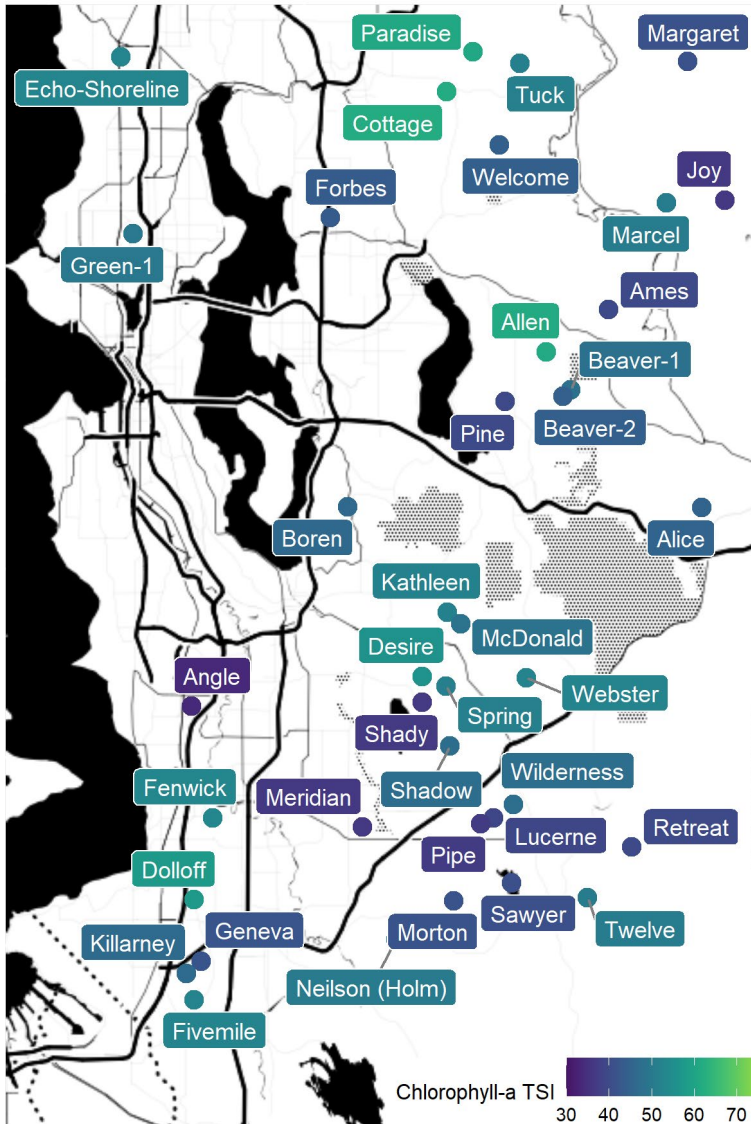 Paradise
Margaret
Echo-Shoreline
Tuck
Cottage
Welcome
Joy
Forbes
Marcel
Green-1
Ames
Allen
Beaver-1
Pine
Beaver-2
Boren
Alice
Kathleen
McDonald
Desire
Angle
Webster
Spring
Shady
Wilderness
Shadow
Fenwick
Meridian
Retreat
Lucerne
Pipe
Dolloff
Sawyer
Geneva
Morton
Twelve
Killarney
Neilson (Holm)
Fivemile
Chlorophyll-a TSI
30 40 50 60 70